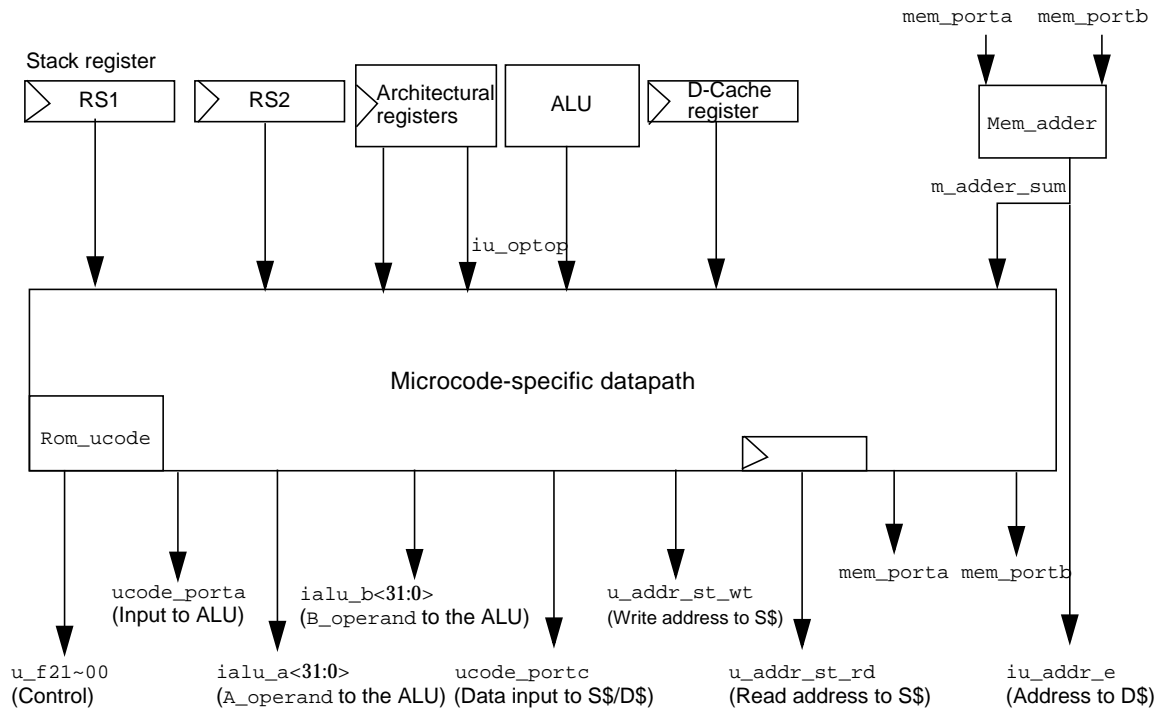 mem_porta mem_portb
Stack register
RS1
RS2
Architectural
registers
ALU
D-Cache
register
Mem_adder
m_adder_sum
iu_optop
Microcode-specific datapath
Rom_ucode
mem_porta mem_portb
ucode_porta
(Input to ALU)
ialu_b<31:0>
(B_operand to the ALU)
u_addr_st_wt
(Write address to S$)
u_f21~00
(Control)
ialu_a<31:0>
(A_operand to the ALU)
ucode_portc
(Data input to S$/D$)
u_addr_st_rd
(Read address to S$)
iu_addr_e
(Address to D$)